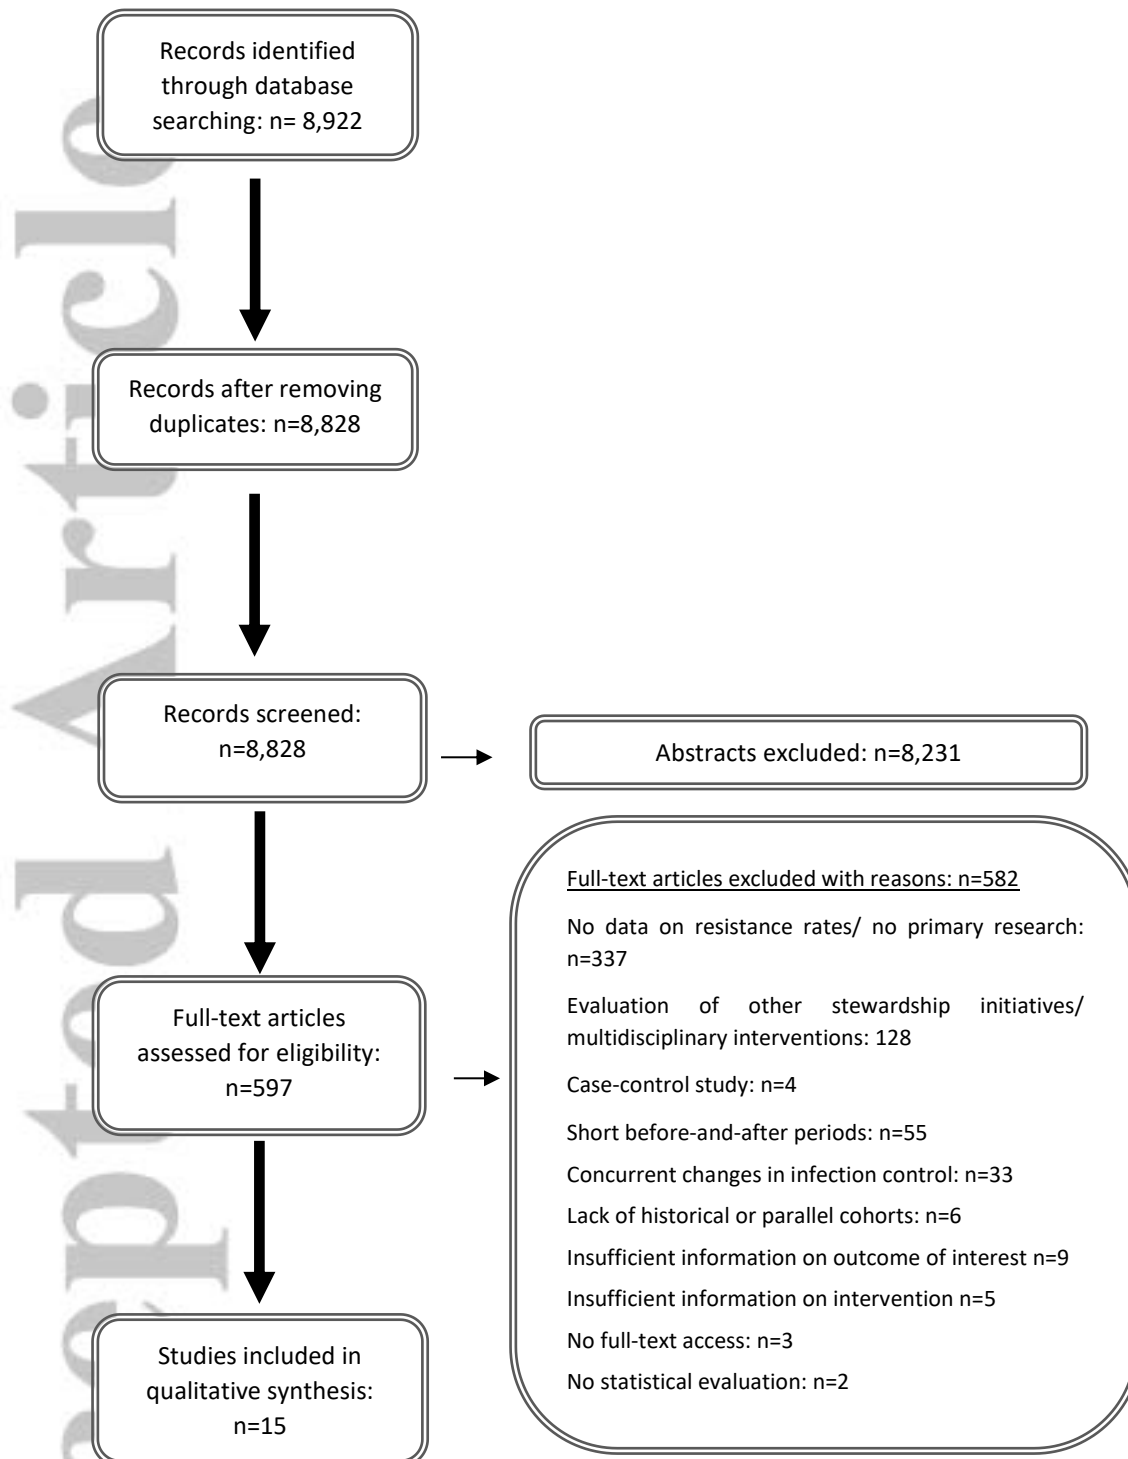 Records identified
through database
searching: n= 8,922
Records after removing
duplicates: n=8,828
Records screened:
n=8,828
Abstracts excluded: n=8,231
Full-text articles
assessed for eligibility:
n=597
Full-text articles excluded with reasons: n=582
No data on resistance rates/ no primary research:
n=337
Evaluation of other stewardship initiatives/
multidisciplinary interventions: 128
Case-control study: n=4
Short before-and-after periods: n=55
Concurrent changes in infection control: n=33
Lack of historical or parallel cohorts: n=6
Insufficient information on outcome of interest n=9
Insufficient information on intervention n=5
No full-text access: n=3
No statistical evaluation: n=2
Studies included in
qualitative synthesis:
n=15
epted Article